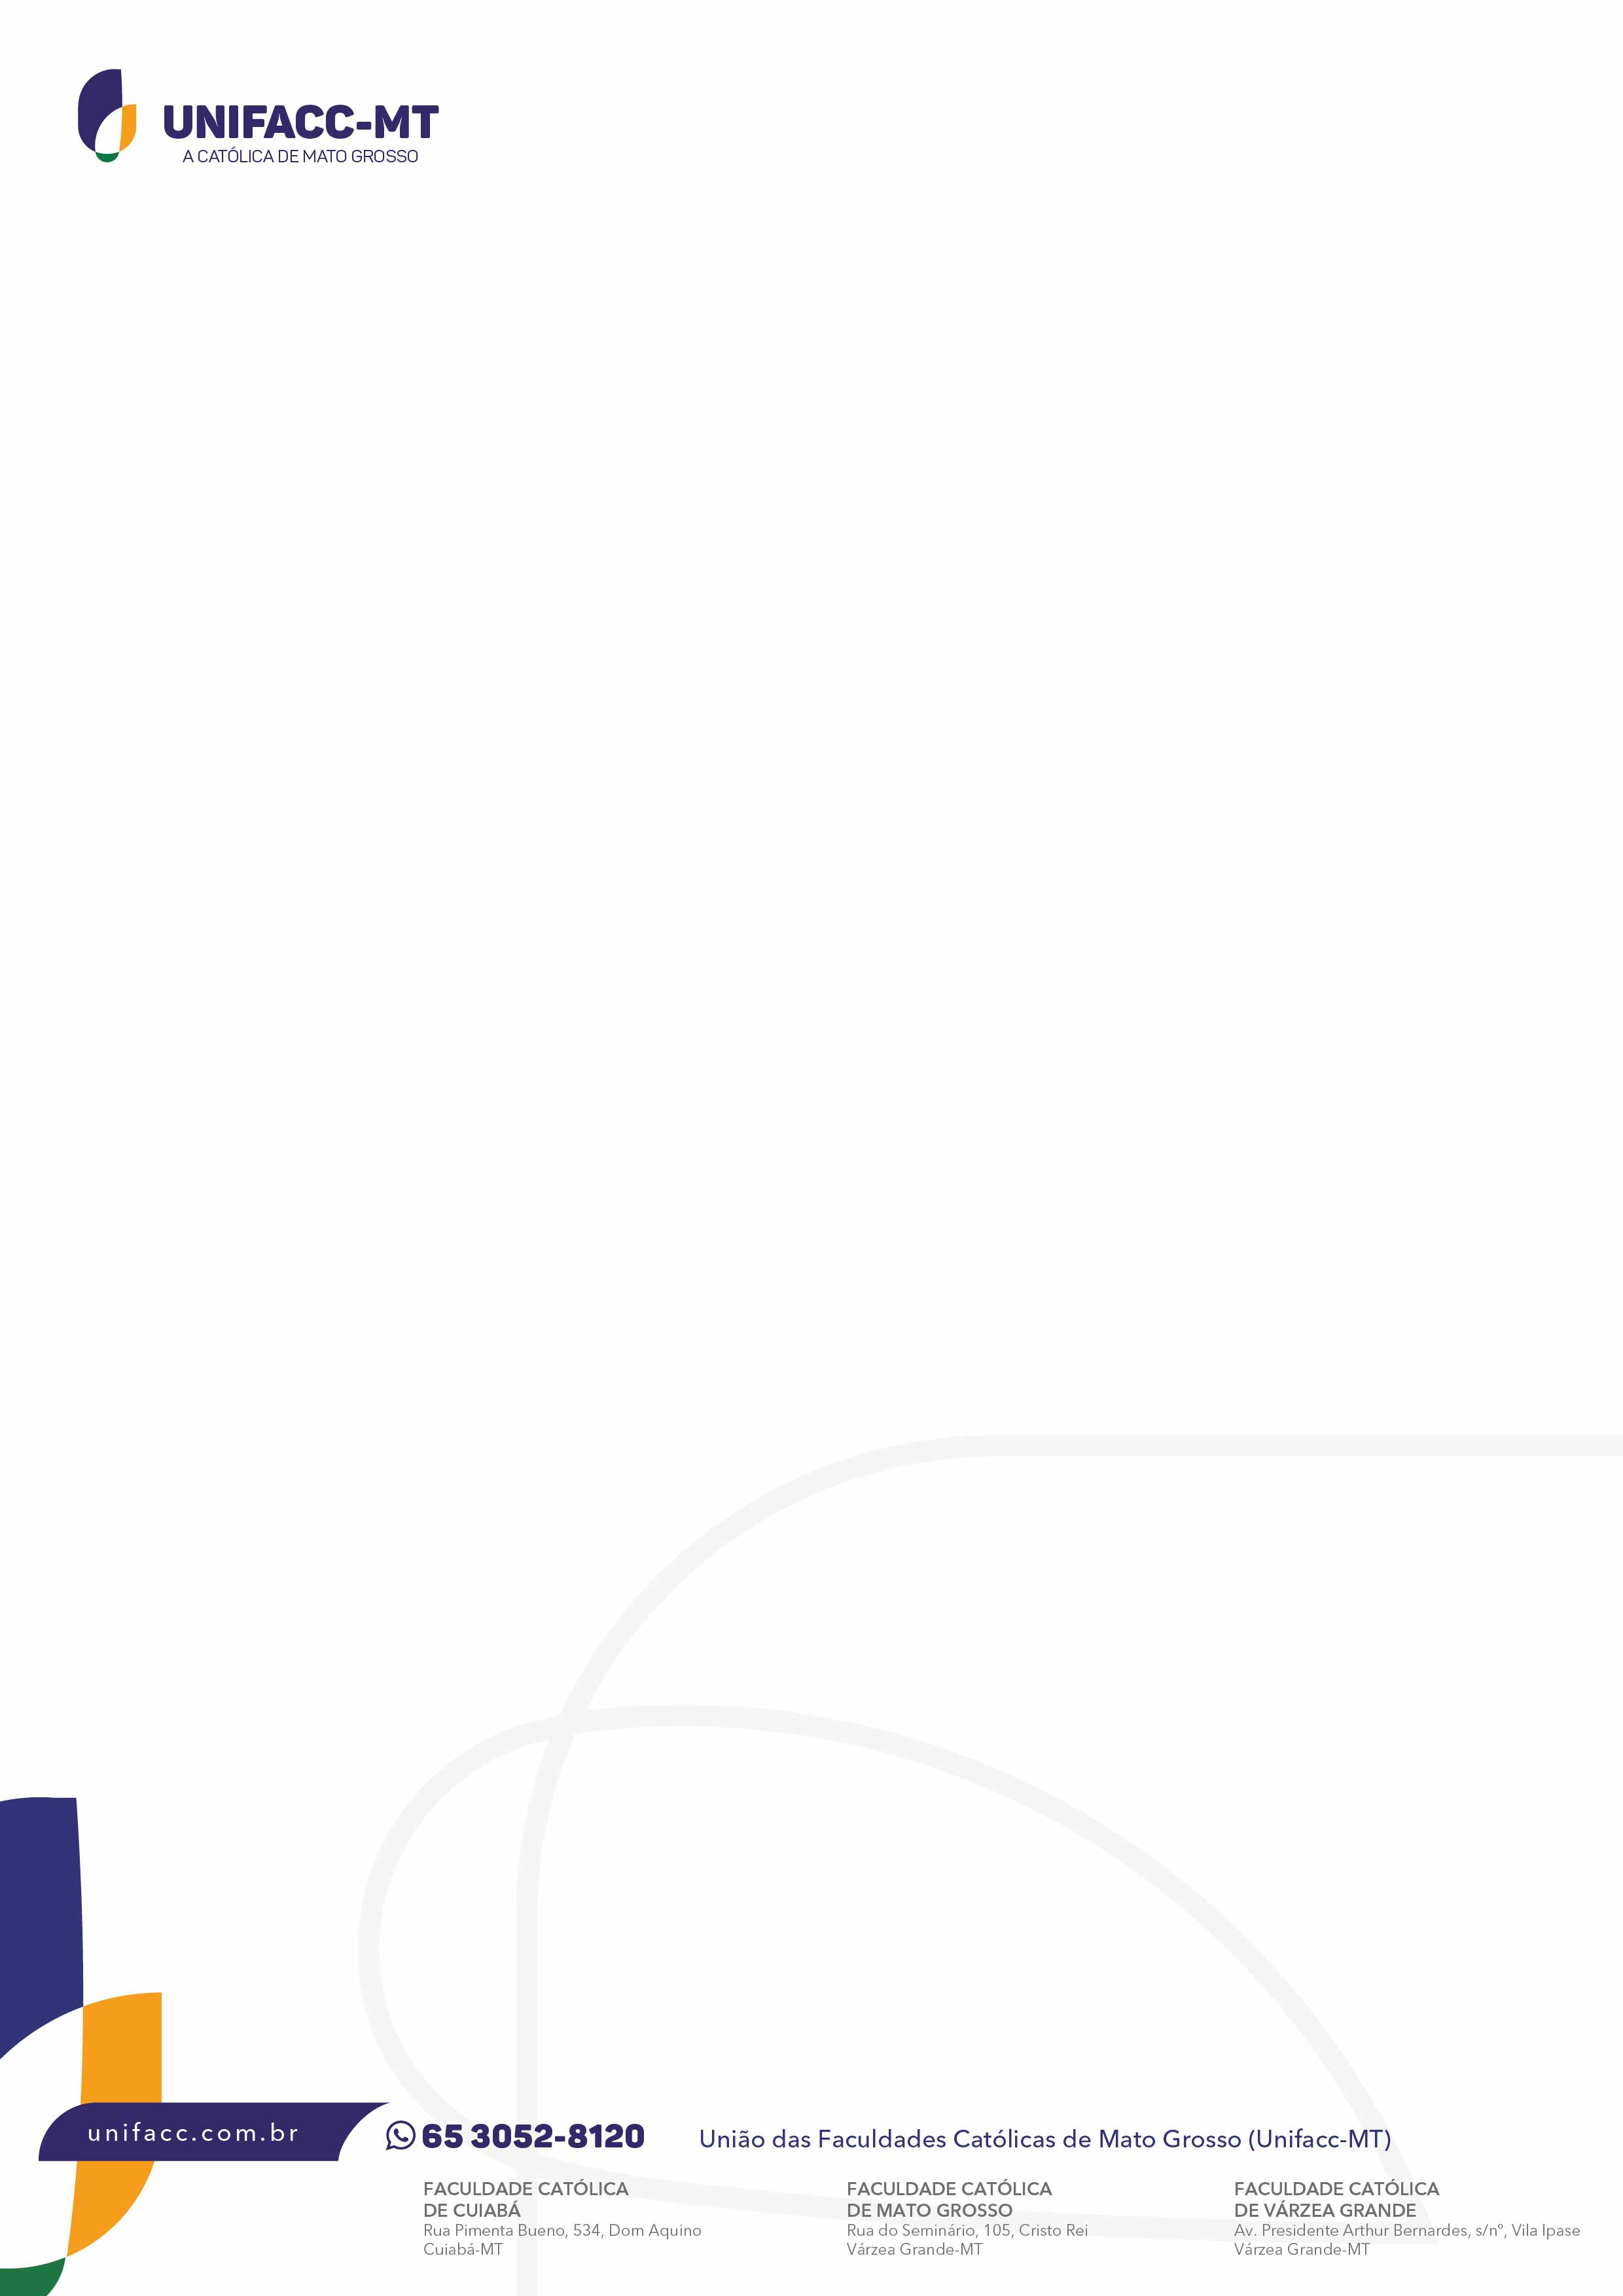 UNIFACC-MT
A CATÓLICA DE MATO GROSSO
unifacc.com.br
65 3052-8120
União das Faculdades Católicas de Mato Grosso (Unifacc-MT)
FACULDADE CATÓLICA
DE CUIABÁ
Rua Pimenta Bueno, 534, Dom Aquino
Cuiabá-MT
FACULDADE CATÓLICA
DE MATO GROSSO
Rua do Seminário, 105, Cristo Rei
Várzea Grande-MT
FACULDADE CATÓLICA
DE VÁRZEA GRANDE
Av. Presidente Arthur Bernardes, s/nº, Vila Ipase
Várzea Grande-MT